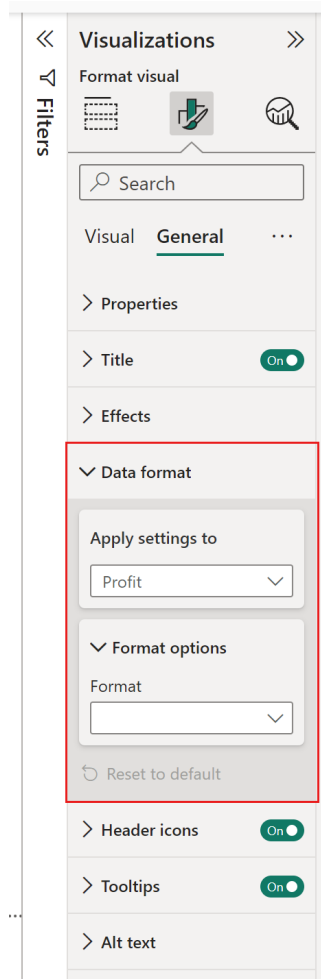 Visualizations
Format visual
Filters
Search
Visual General ...
Properties
Title On
Effects
Data format
Apply settings to
Profit
Format options
Format
Reset to default
Header icons On
Tooltips On
Alt text